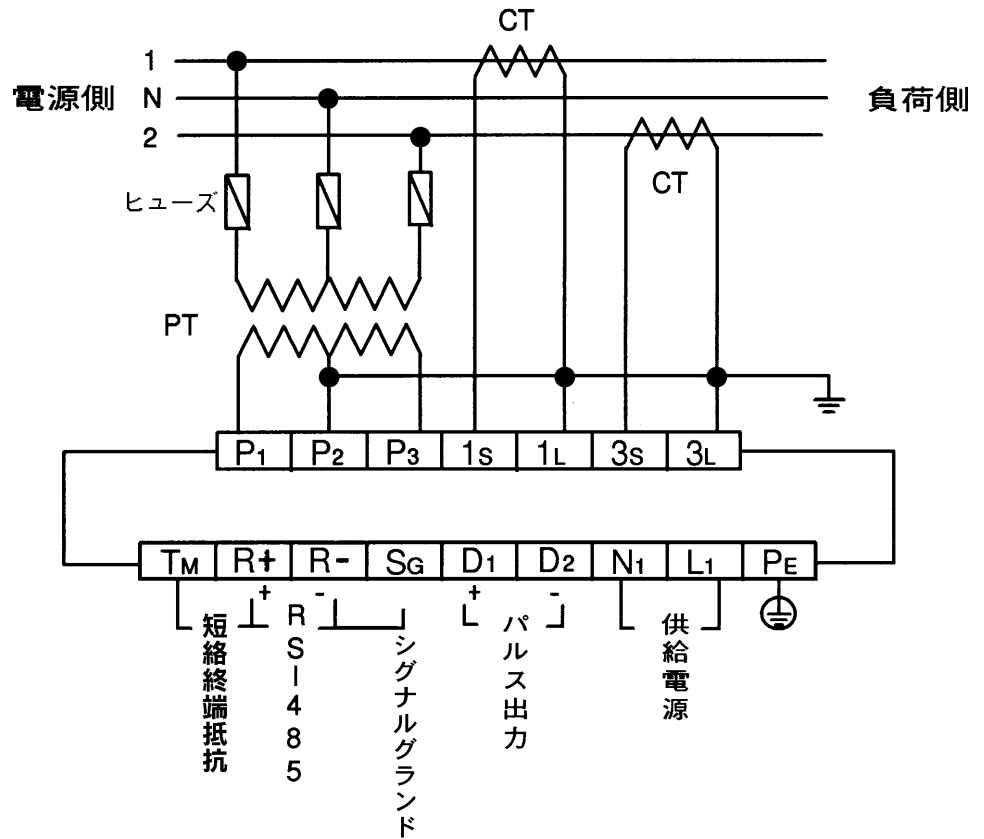 CT
1
電源側 N 負荷側
2
CT
ヒューズ
PT
P1 P2 P3 1S 1L 3S 3L
TM R+ R- SG D1 D2 N1 L1 PE
+ - + -
短絡終端抵抗
RS-485
シグナルグランド
パルス出力
供給電源